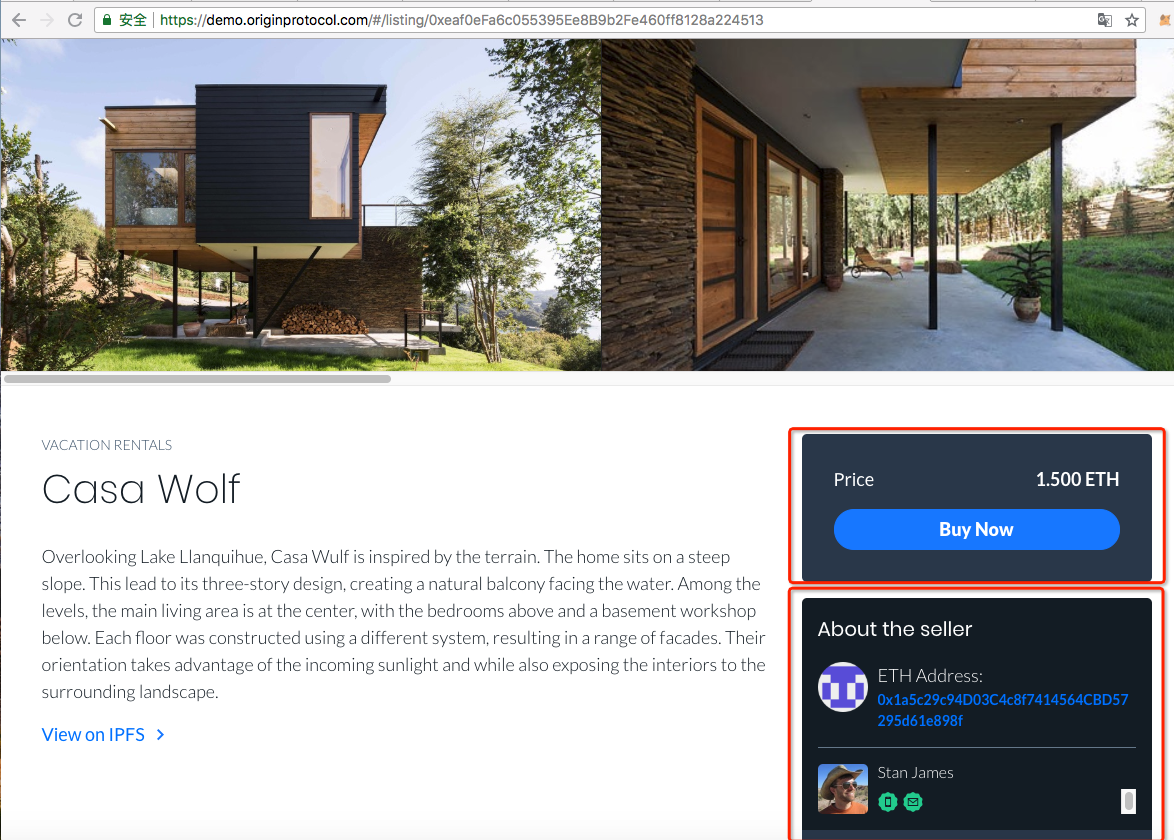 安全 https://demo.originprotocol.com/#/listing/0xeaf0eFa6c055395Ee8B9b2Fe460ff8128a224513
VACATION RENTALS
Casa Wolf
Overlooking Lake Llanquihue, Casa Wulf is inspired by the terrain. The home sits on a steep
slope. This lead to its three-story design, creating a natural balcony facing the water. Among the
levels, the main living area is at the center, with the bedrooms above and a basement workshop
below. Each floor was constructed using a different system, resulting in a range of facades. Their
orientation takes advantage of the incoming sunlight and while also exposing the interiors to the
surrounding landscape.
View on IPFS
Price 1.500 ETH
Buy Now
About the seller
ETH Address:
0x1a5c29c94D03C4c8f7414564CBD57
295d61e898f
Stan James